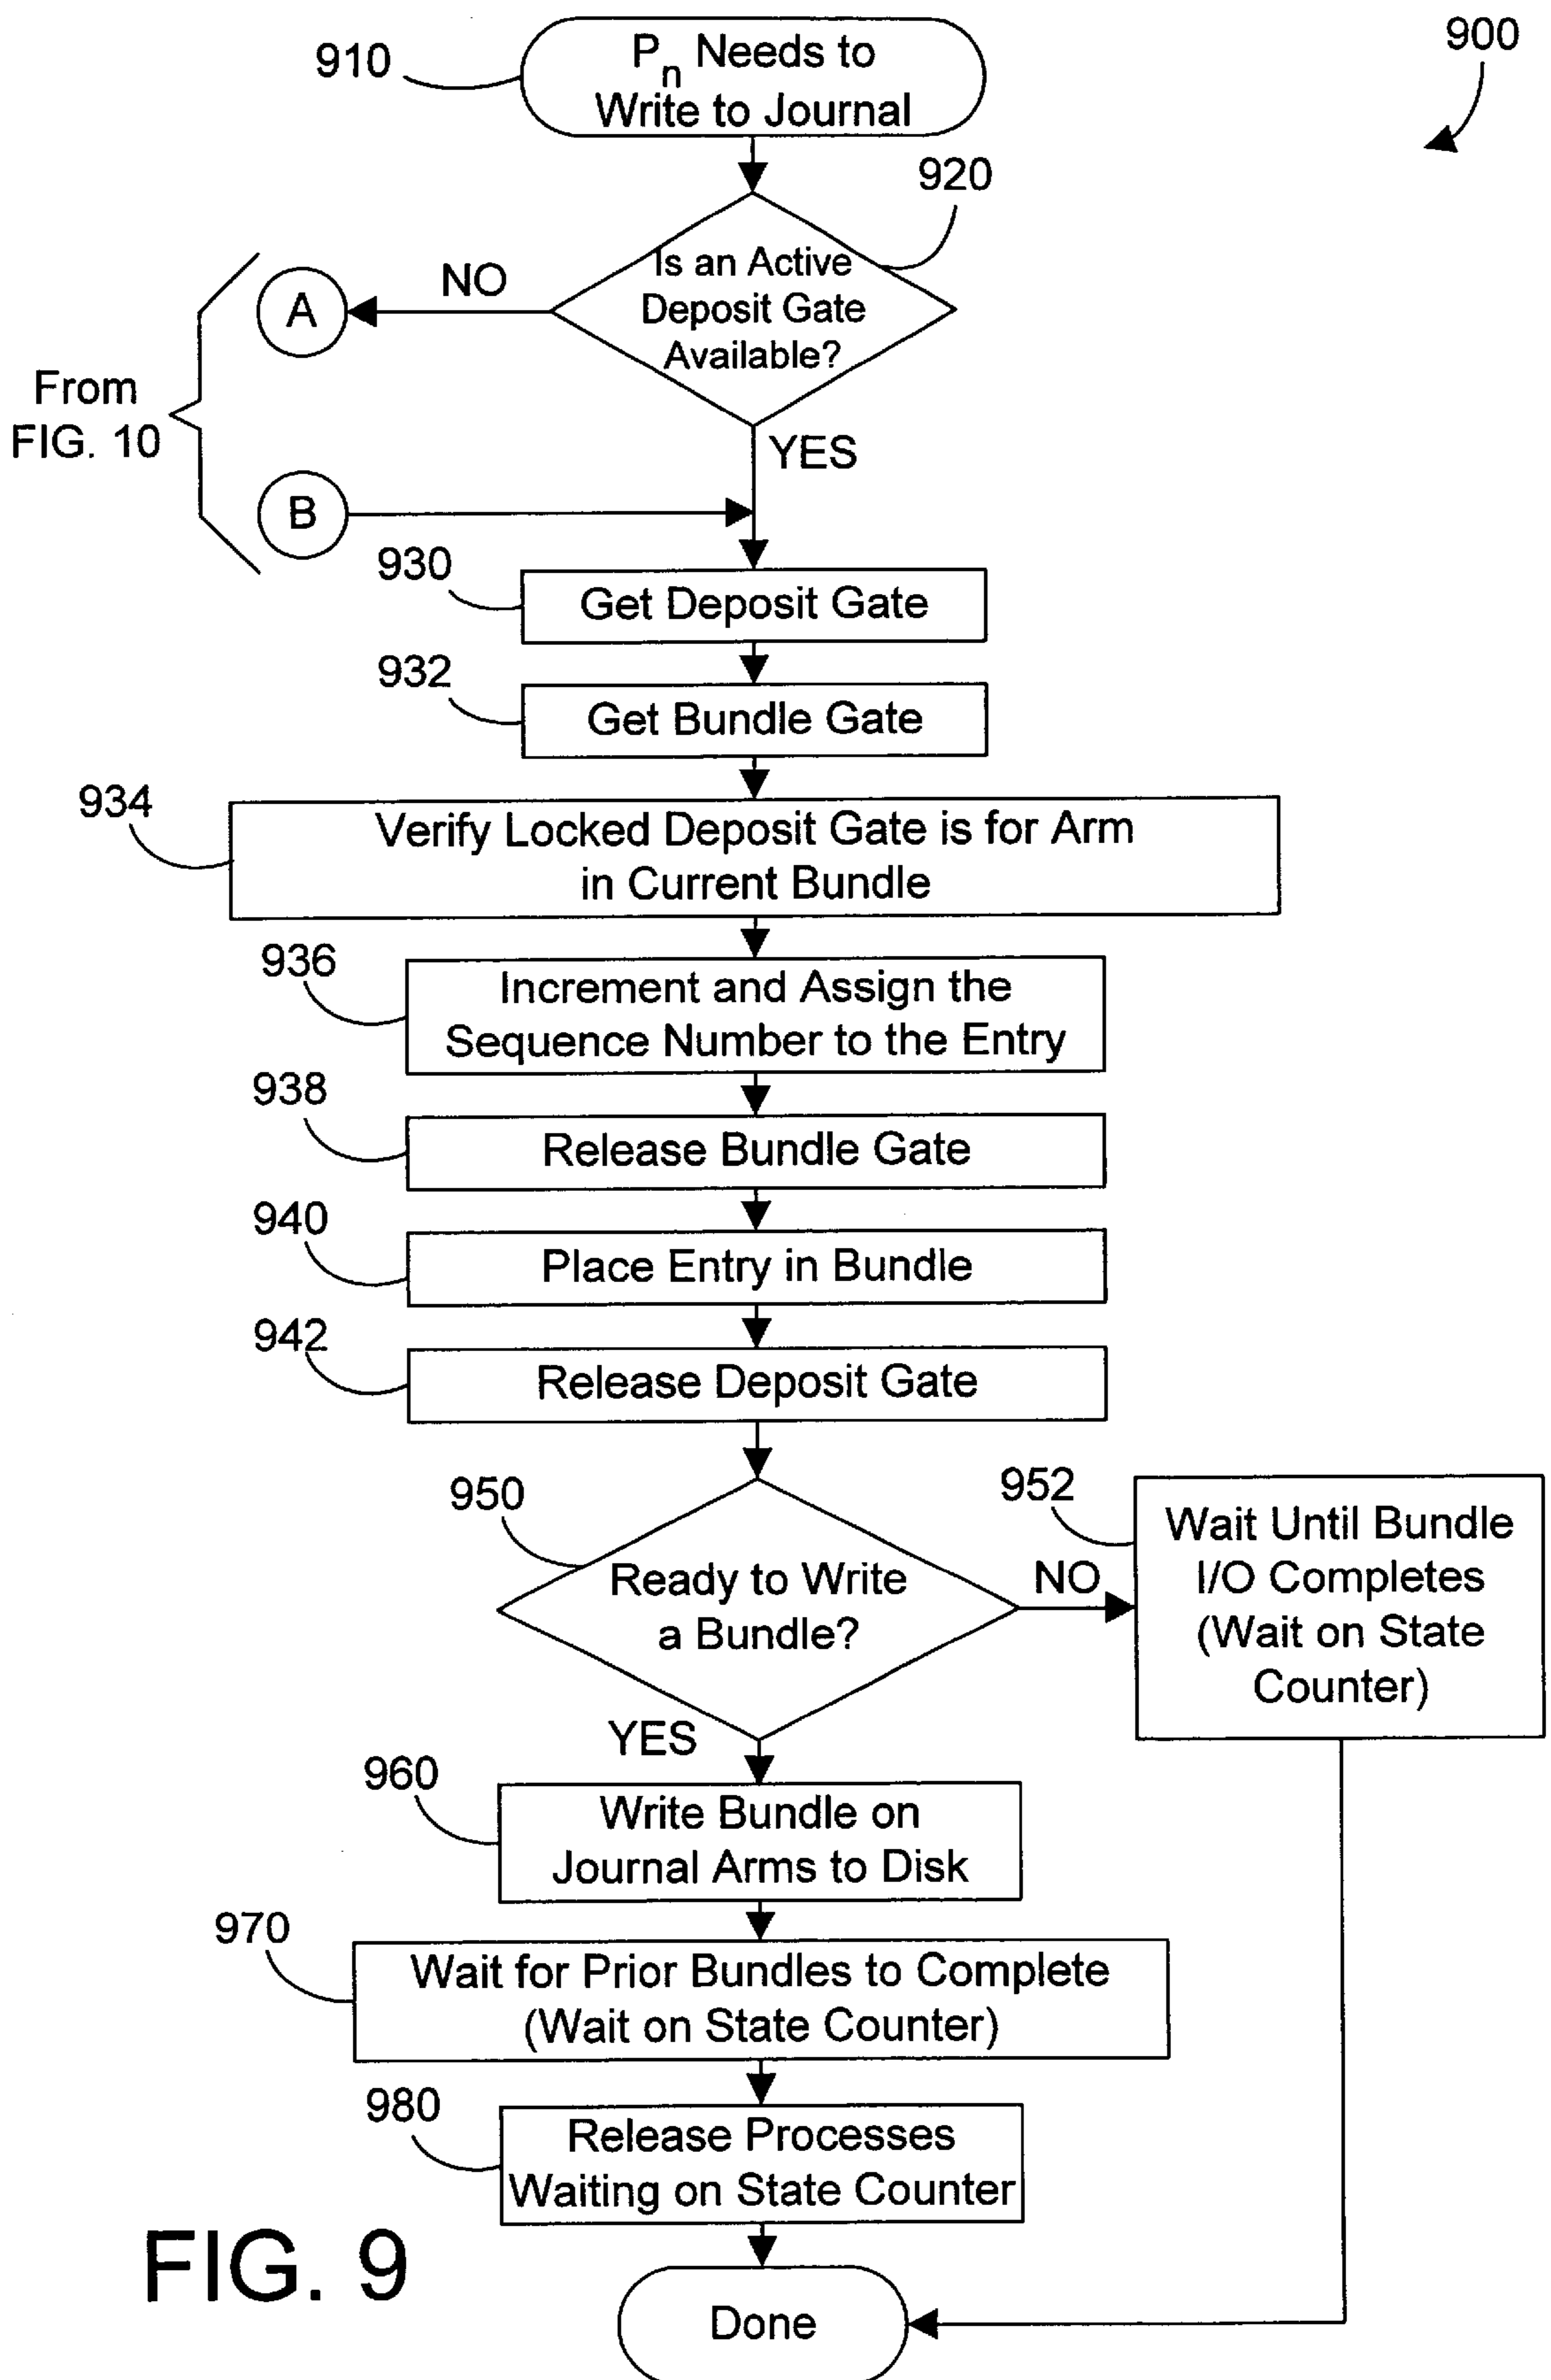 900
910
Pn Needs to
Write to Journal
920
Is an Active
Deposit Gate
Available?
NO
A
From
FIG. 10
YES
B
930
Get Deposit Gate
932
Get Bundle Gate
934
Verify Locked Deposit Gate is for Arm
in Current Bundle
936
Increment and Assign the
Sequence Number to the Entry
938
Release Bundle Gate
940
Place Entry in Bundle
942
Release Deposit Gate
950
Ready to Write
a Bundle?
NO
952
Wait Until Bundle
I/O Completes
(Wait on State
Counter)
YES
960
Write Bundle on
Journal Arms to Disk
970
Wait for Prior Bundles to Complete
(Wait on State Counter)
980
Release Processes
Waiting on State Counter
Done
FIG. 9